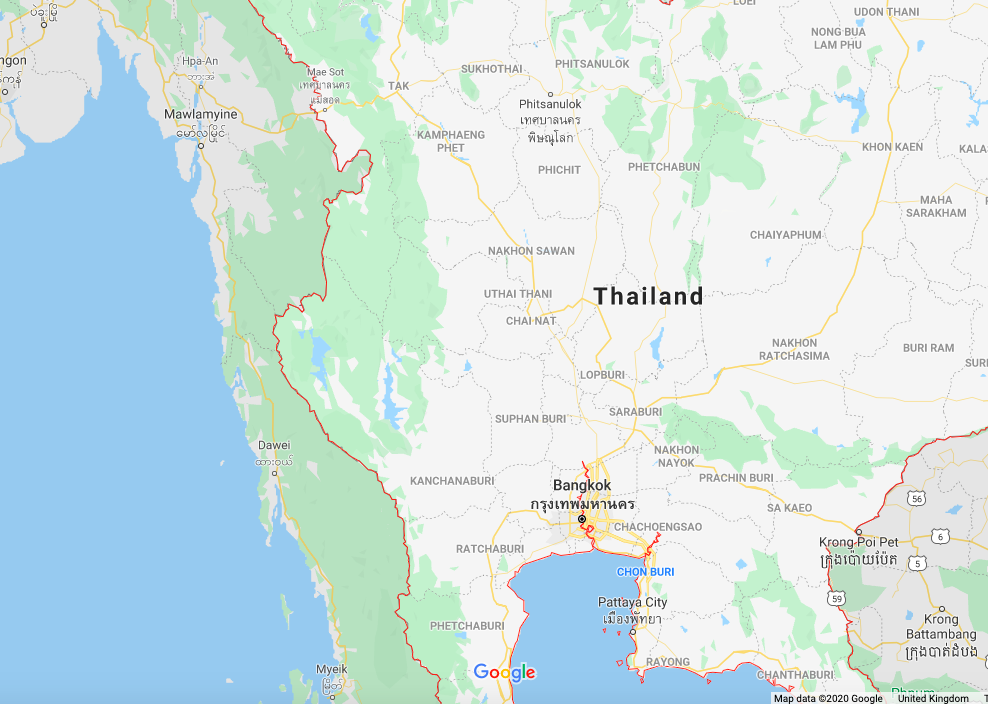 ပဲခူးမြို့
LOEI
UDON THANI
NONG BUA
LAM PHU
ngon
Hpa-An
ဘားအံ
Mae Sot
เทศบาลนคร
แม่สอด
TAK
SUKHOTHAI
PHITSANULOK
Phitsanulok
เทศบาลนคร
พิษณุโลก
Mawlamyine
မော်လမြိုင်
KAMPHAENG
PHET
PHICHIT
PHETCHABUN
KHON KAEN
KALAS
MAHA
SARAKHAM
CHAIYAPHUM
NAKHON SAWAN
UTHAI THANI
Thailand
CHAI NAT
NAKHON
RATCHASIMA
BURI RAM
SURI
LOPBURI
SUPHAN BURI
SARABURI
Dawei
ထားဝယ်
NAKHON
NAYOK
KANCHANABURI
PRACHIN BURI
Bangkok
กรุงเทพมหานคร
SA KAEO
56
CHACHOENGSAO
RATCHABURI
6
Krong Poi Pet
ក្រុងប៉ោយប៉ែត
5
CHON BURI
59
Pattaya City
เมืองพัทยา
PHETCHABURI
Krong
Battambang
ក្រុងបាត់ដំបង
Myeik
မြိတ်
RAYONG
CHANTHABURI
Google
Map data ©2020 Google
United Kingdom
T